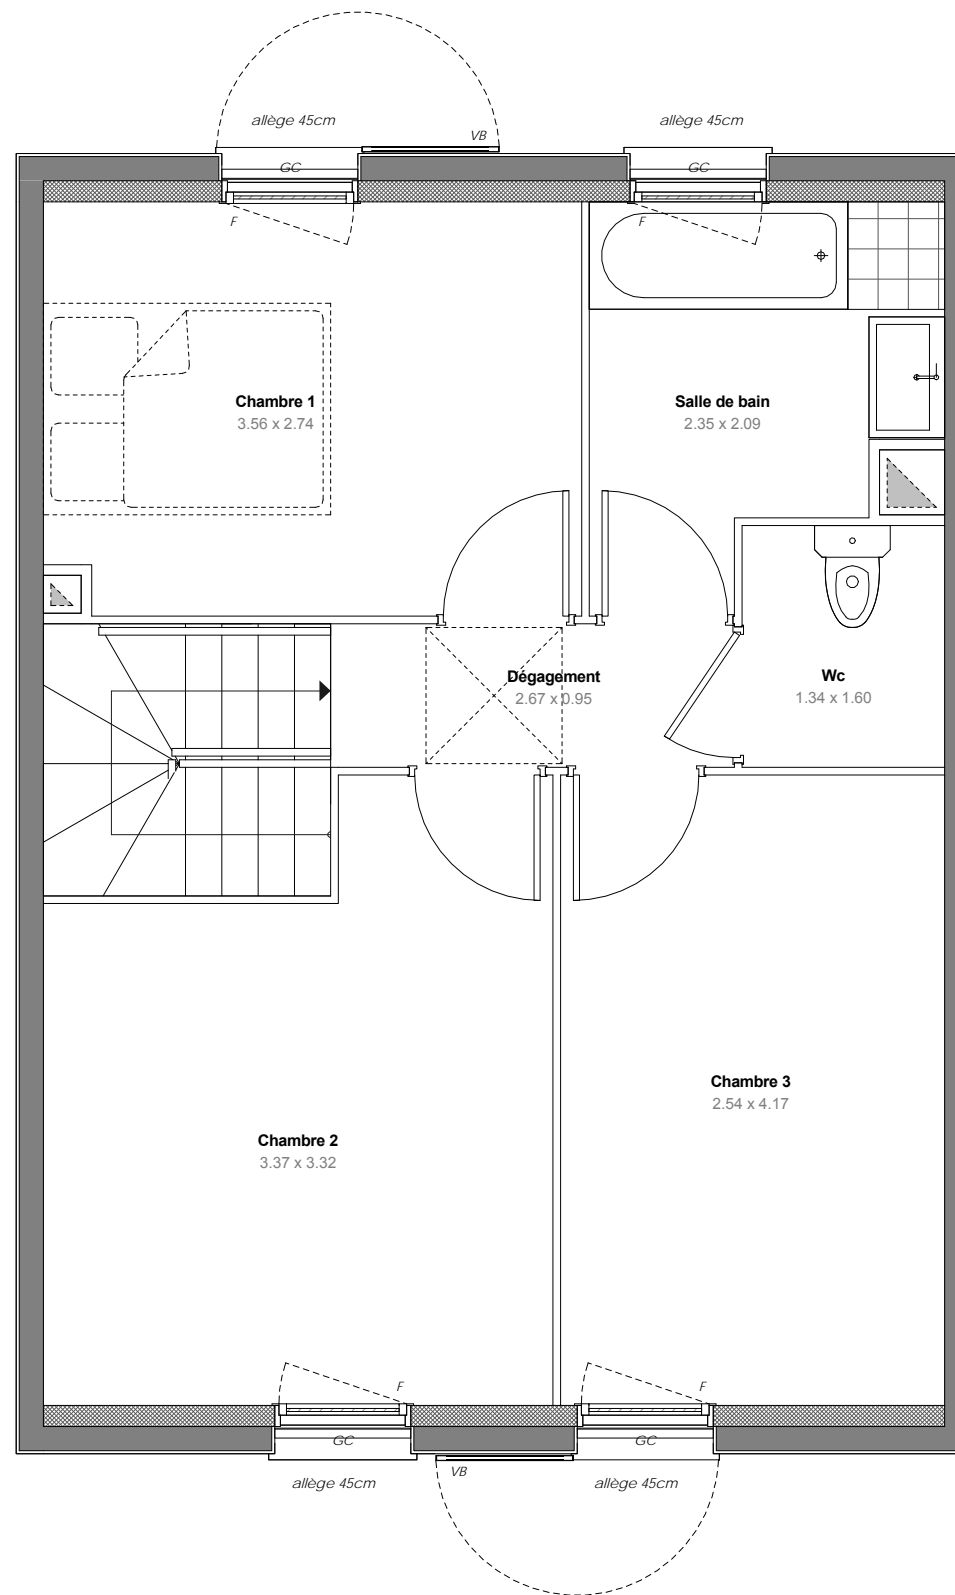 allège 45cm
allège 45cm
VB
GC
GC
F
F
Chambre 1
3.56 x 2.74
Salle de bain
2.35 x 2.09
Dégagement
2.67 x 0.95
Wc
1.34 x 1.60
Chambre 3
2.54 x 4.17
Chambre 2
3.37 x 3.32
F
F
GC
GC
VB
allège 45cm
allège 45cm